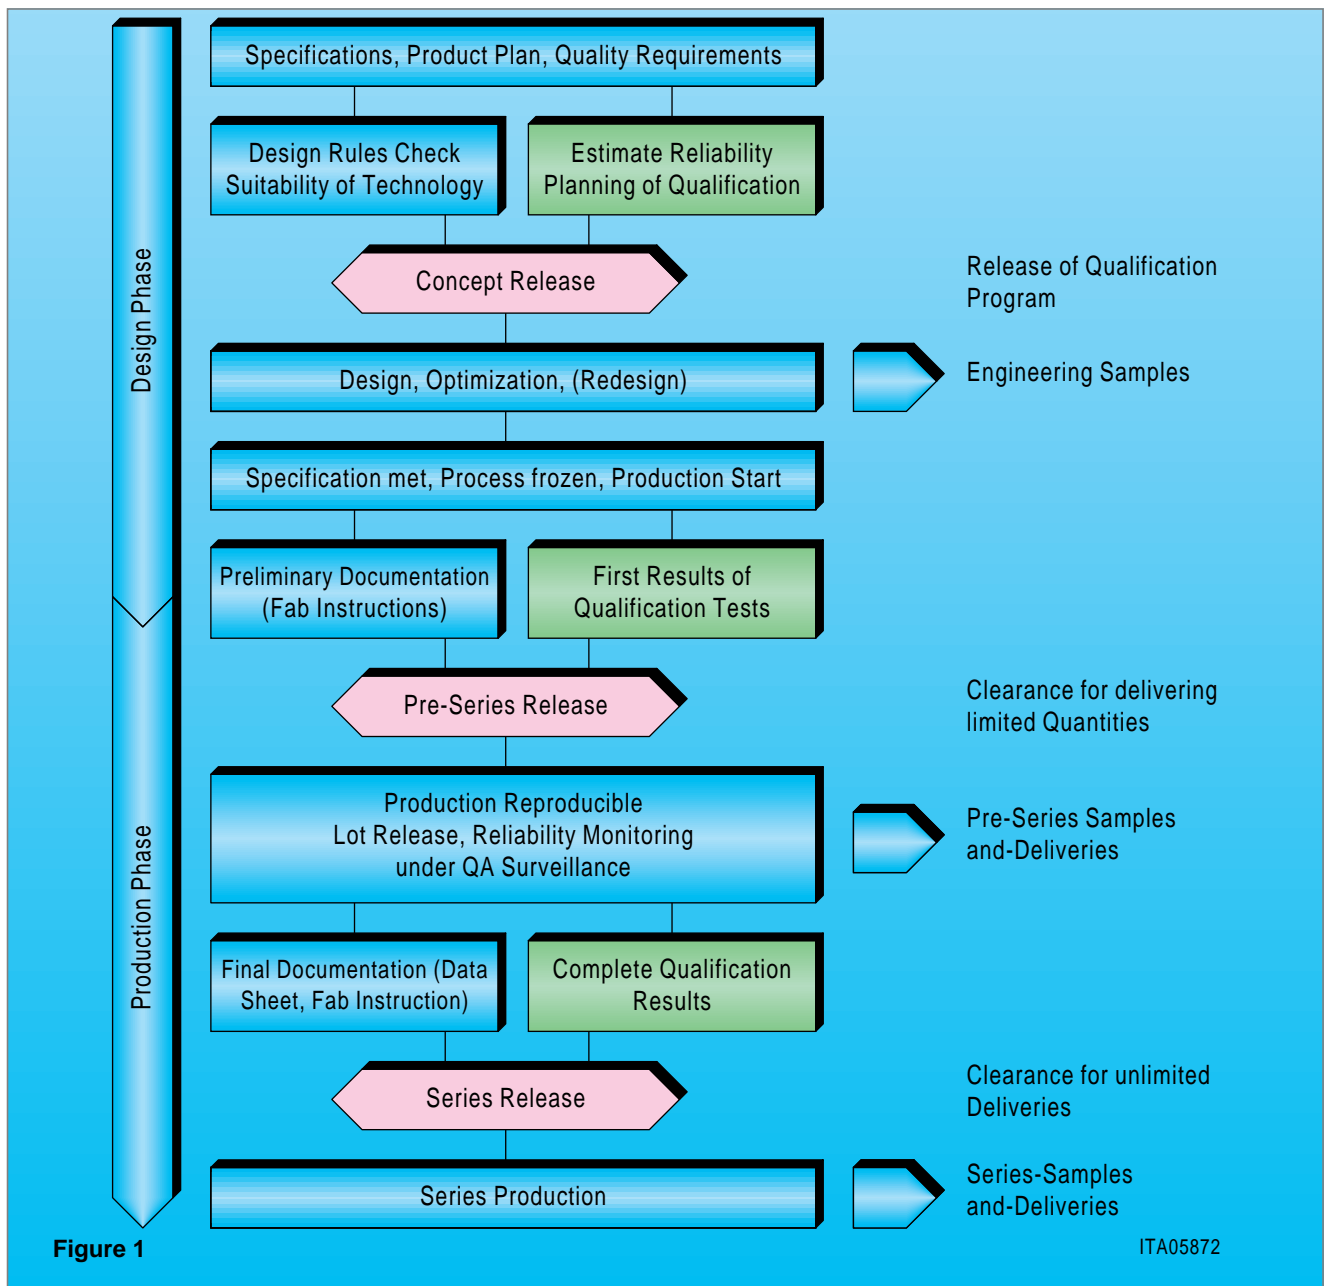 Specifications, Product Plan, Quality Requirements
Design Rules Check
Suitability of Technology
Estimate Reliability
Planning of Qualification
Design Phase
Concept Release
Release of Qualification
Program
Design, Optimization, (Redesign)
Engineering Samples
Specification met, Process frozen, Production Start
Preliminary Documentation
(Fab Instructions)
First Results of
Qualification Tests
Pre-Series Release
Clearance for delivering
limited Quantities
Production Phase
Production Reproducible
Lot Release, Reliability Monitoring
under QA Surveillance
Pre-Series Samples
and-Deliveries
Final Documentation (Data
Sheet, Fab Instruction)
Complete Qualification
Results
Series Release
Clearance for unlimited
Deliveries
Series Production
Series-Samples
and-Deliveries
Figure 1
ITA05872